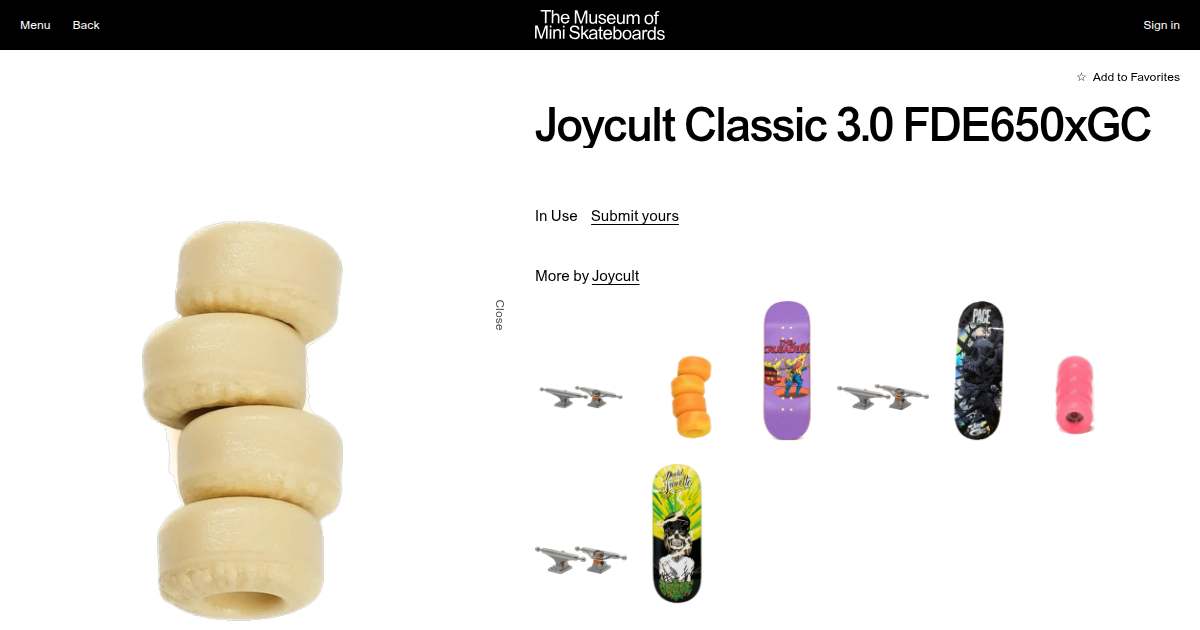 Menu
Back
The Museum of
Mini Skateboards
Sign in
☆ Add to Favorites
Joycult Classic 3.0 FDE650xGC
In Use Submit yours
More by Joycult
Close
PACE